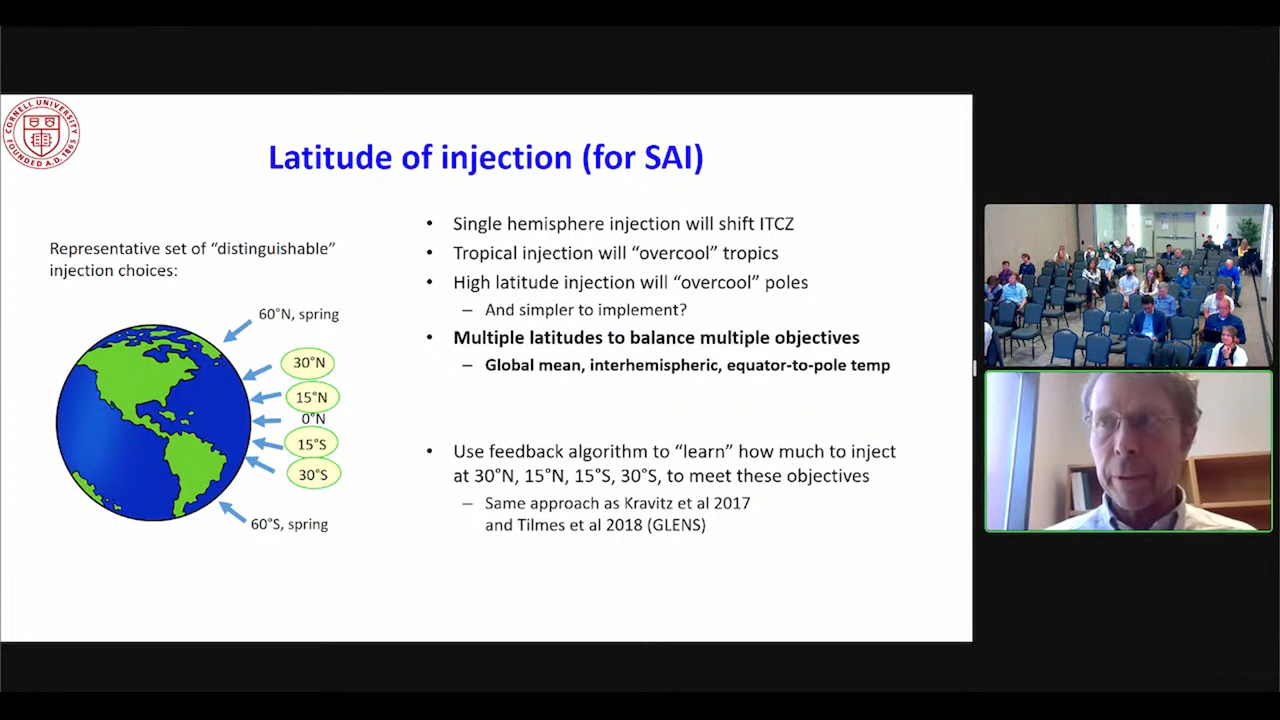 CORNELL UNIVERSITY
FOUNDED A.D. 1865
Latitude of injection (for SAI)
Representative set of “distinguishable”
injection choices:
60°N, spring
30°N
15°N
0°N
15°S
30°S
60°S, spring
• Single hemisphere injection will shift ITCZ
• Tropical injection will “overcool” tropics
• High latitude injection will “overcool” poles
– And simpler to implement?
• Multiple latitudes to balance multiple objectives
– Global mean, interhemispheric, equator-to-pole temp
• Use feedback algorithm to “learn” how much to inject
at 30°N, 15°N, 15°S, 30°S, to meet these objectives
– Same approach as Kravitz et al 2017
and Tilmes et al 2018 (GLENS)